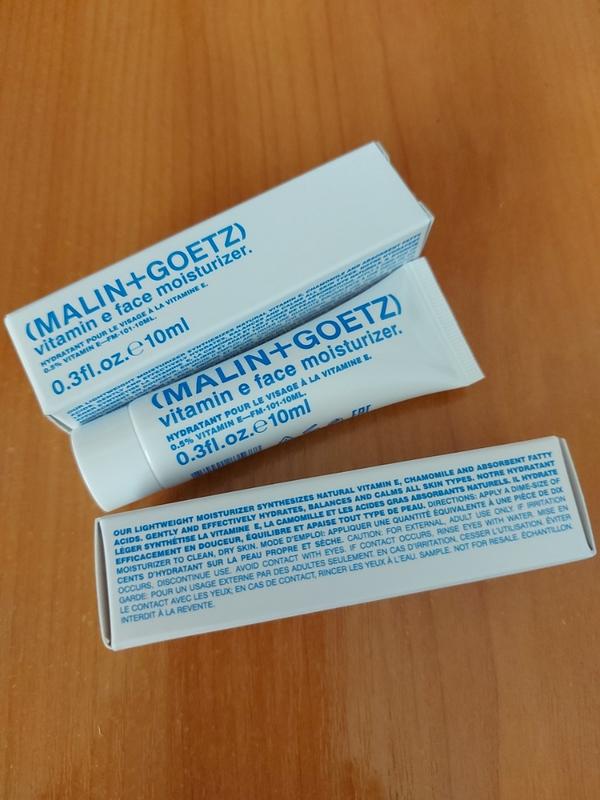 (MALIN+GOETZ)
vitamin e face moisturizer.
HYDRATANT POUR LE VISAGE À LA VITAMINE E.
0.5% VITAMIN E—FM-101-10ML.
0.3fl.oz.℮10ml
(MALIN+GOETZ)
vitamin e face moisturizer.
HYDRATANT POUR LE VISAGE À LA VITAMINE E.
0.5% VITAMIN E—FM-101-10ML.
0.3fl.oz.℮10ml
OUR LIGHTWEIGHT MOISTURIZER SYNTHESIZES NATURAL VITAMIN E, CHAMOMILE AND ABSORBENT FATTY
ACIDS. GENTLY AND EFFECTIVELY HYDRATES, BALANCES AND CALMS ALL SKIN TYPES. NOTRE HYDRATANT
LÉGER SYNTHÉTISE LA VITAMINE E, LA CAMOMILLE ET LES ACIDES GRAS ABSORBANTS NATURELS. IL HYDRATE
EFFICACEMENT EN DOUCEUR, ÉQUILIBRE ET APAISE TOUT TYPE DE PEAU. DIRECTIONS: APPLY A DIME-SIZE OF
MOISTURIZER TO CLEAN, DRY SKIN. MODE D'EMPLOI: APPLIQUER UNE QUANTITÉ ÉQUIVALENTE À UNE PIÈCE DE DIX
CENTS D'HYDRATANT SUR LA PEAU PROPRE ET SÈCHE. CAUTION: FOR EXTERNAL, ADULT USE ONLY. IF IRRITATION
OCCURS, DISCONTINUE USE. AVOID CONTACT WITH EYES. IF CONTACT OCCURS, RINSE EYES WITH WATER. MISE EN
GARDE: POUR UN USAGE EXTERNE PAR DES ADULTES SEULEMENT. EN CAS D'IRRITATION, CESSER L'UTILISATION. ÉVITER
LE CONTACT AVEC LES YEUX; EN CAS DE CONTACT, RINCER LES YEUX À L'EAU. SAMPLE. NOT FOR RESALE. ÉCHANTILLON.
INTERDIT À LA REVENTE.